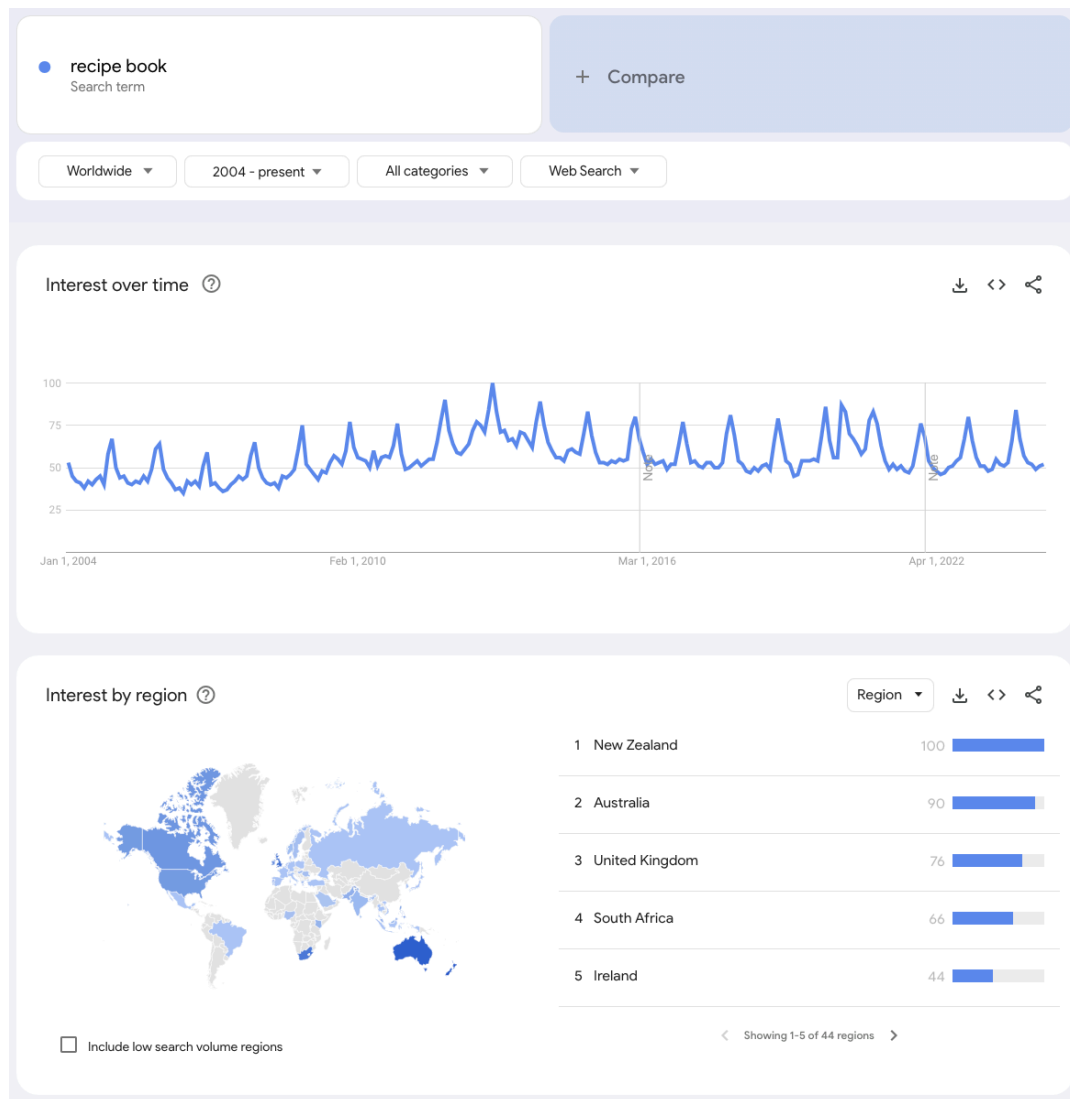 recipe book
Search term
+ Compare
Worldwide
2004 - present
All categories
Web Search
Interest over time
100
75
50
25
Note
Note
Jan 1, 2004
Feb 1, 2010
Mar 1, 2016
Apr 1, 2022
Interest by region
Region
1 New Zealand 100
2 Australia 90
3 United Kingdom 76
4 South Africa 66
5 Ireland 44
Include low search volume regions
Showing 1-5 of 44 regions